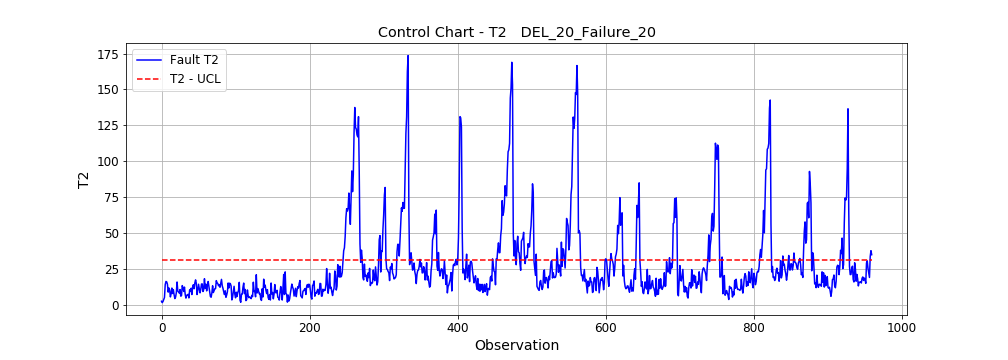 Control Chart - T2   DEL_20_Failure_20
Fault T2
T2 - UCL
175
150
125
100
75
50
25
0
T2
0 200 400 600 800 1000
Observation